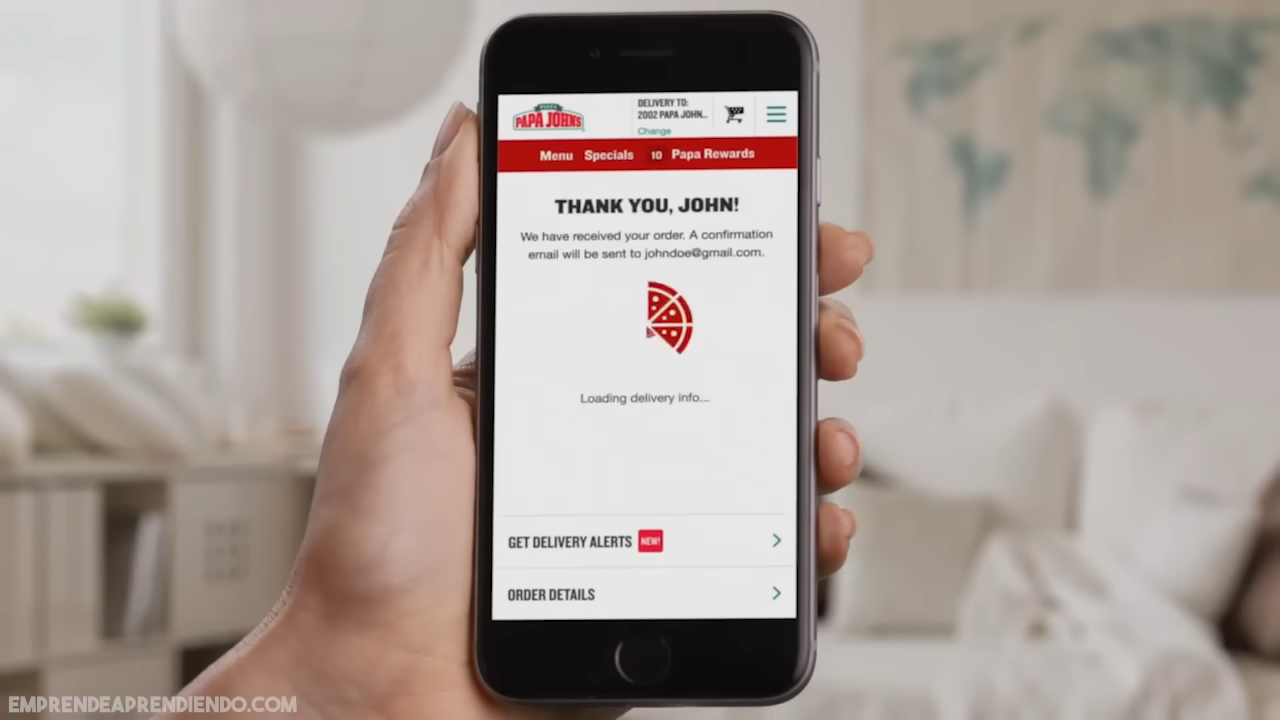 PIZZA
PAPA JOHNS
DELIVERY TO:
2002 PAPA JOHN...
Change
Menu Specials 10 Papa Rewards
THANK YOU, JOHN!
We have received your order. A confirmation
email will be sent to johndoe@gmail.com.
Loading delivery info...
GET DELIVERY ALERTS NEW!
ORDER DETAILS
EMPRENDEAPRENDIENDO.COM